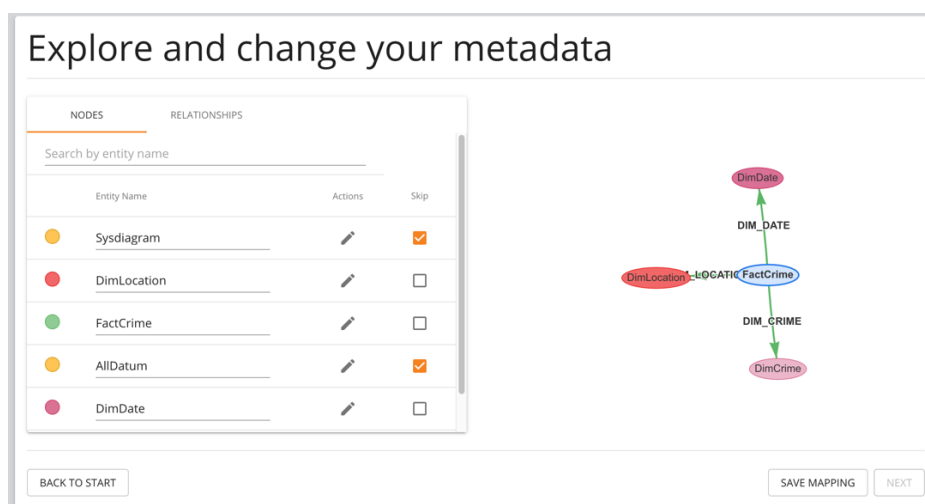 Explore and change your metadata
NODES RELATIONSHIPS
Search by entity name
Entity Name Actions Skip
Sysdiagram
DimLocation
FactCrime
AllDatum
DimDate
DimDate
DIM_DATE
DimLocation _LOCATIO FactCrime
DIM_CRIME
DimCrime
BACK TO START
SAVE MAPPING NEXT